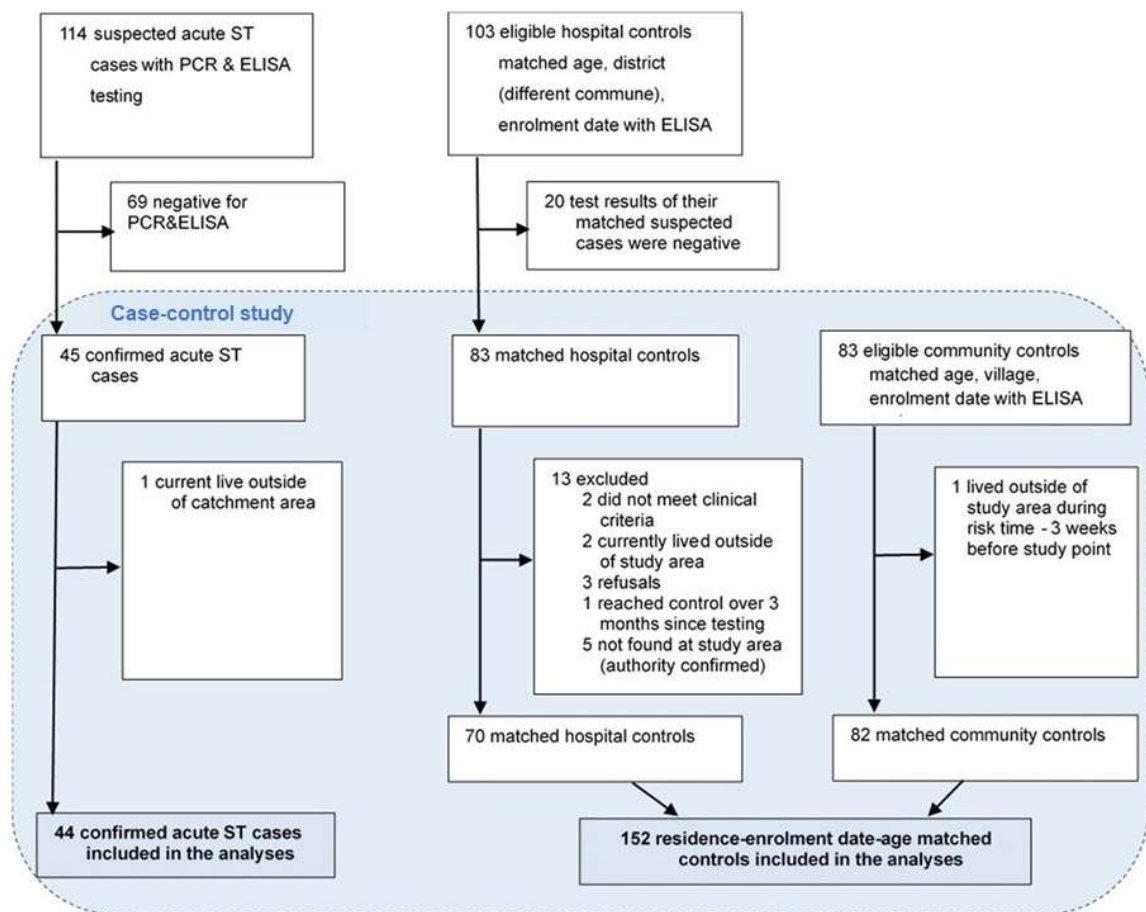 114 suspected acute ST
cases with PCR & ELISA
testing
103 eligible hospital controls
matched age, district
(different commune),
enrolment date with ELISA
69 negative for
PCR&ELISA
20 test results of their
matched suspected
cases were negative
Case-control study
45 confirmed acute ST
cases
83 matched hospital controls
83 eligible community controls
matched age, village,
enrolment date with ELISA
1 current live outside
of catchment area
13 excluded
2 did not meet clinical
criteria
2 currently lived outside
of study area
3 refusals
1 reached control over 3
months since testing
5 not found at study area
(authority confirmed)
1 lived outside of
study area during
risk time - 3 weeks
before study point
70 matched hospital controls
82 matched community controls
44 confirmed acute ST cases
included in the analyses
152 residence-enrolment date-age matched
controls included in the analyses